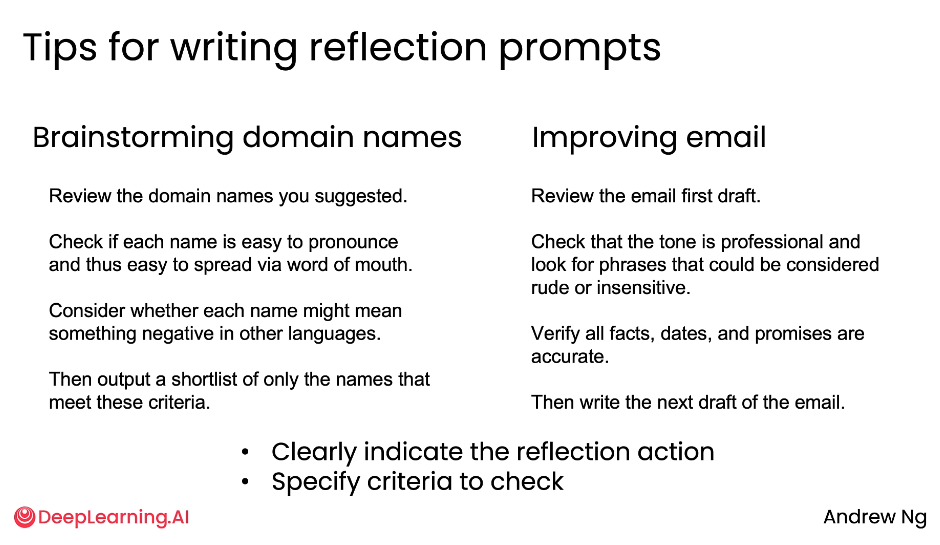 Tips for writing reflection prompts
Brainstorming domain names
Review the domain names you suggested.
Check if each name is easy to pronounce
and thus easy to spread via word of mouth.
Consider whether each name might mean
something negative in other languages.
Then output a shortlist of only the names that
meet these criteria.
Improving email
Review the email first draft.
Check that the tone is professional and
look for phrases that could be considered
rude or insensitive.
Verify all facts, dates, and promises are
accurate.
Then write the next draft of the email.
• Clearly indicate the reflection action
• Specify criteria to check
DeepLearning.AI
Andrew Ng